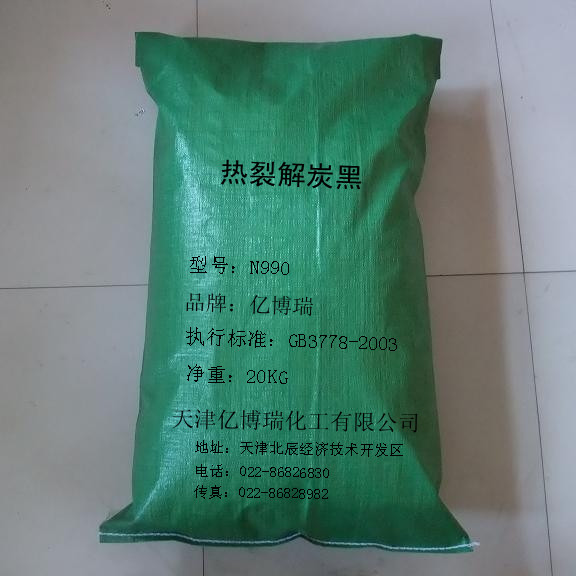 热裂解炭黑
型号：N990
品牌：亿博瑞
执行标准：GB3778-2003
净重：20KG
天津亿博瑞化工有限公司
地址：天津北辰经济技术开发区
电话：022-86826830
传真：022-86828982